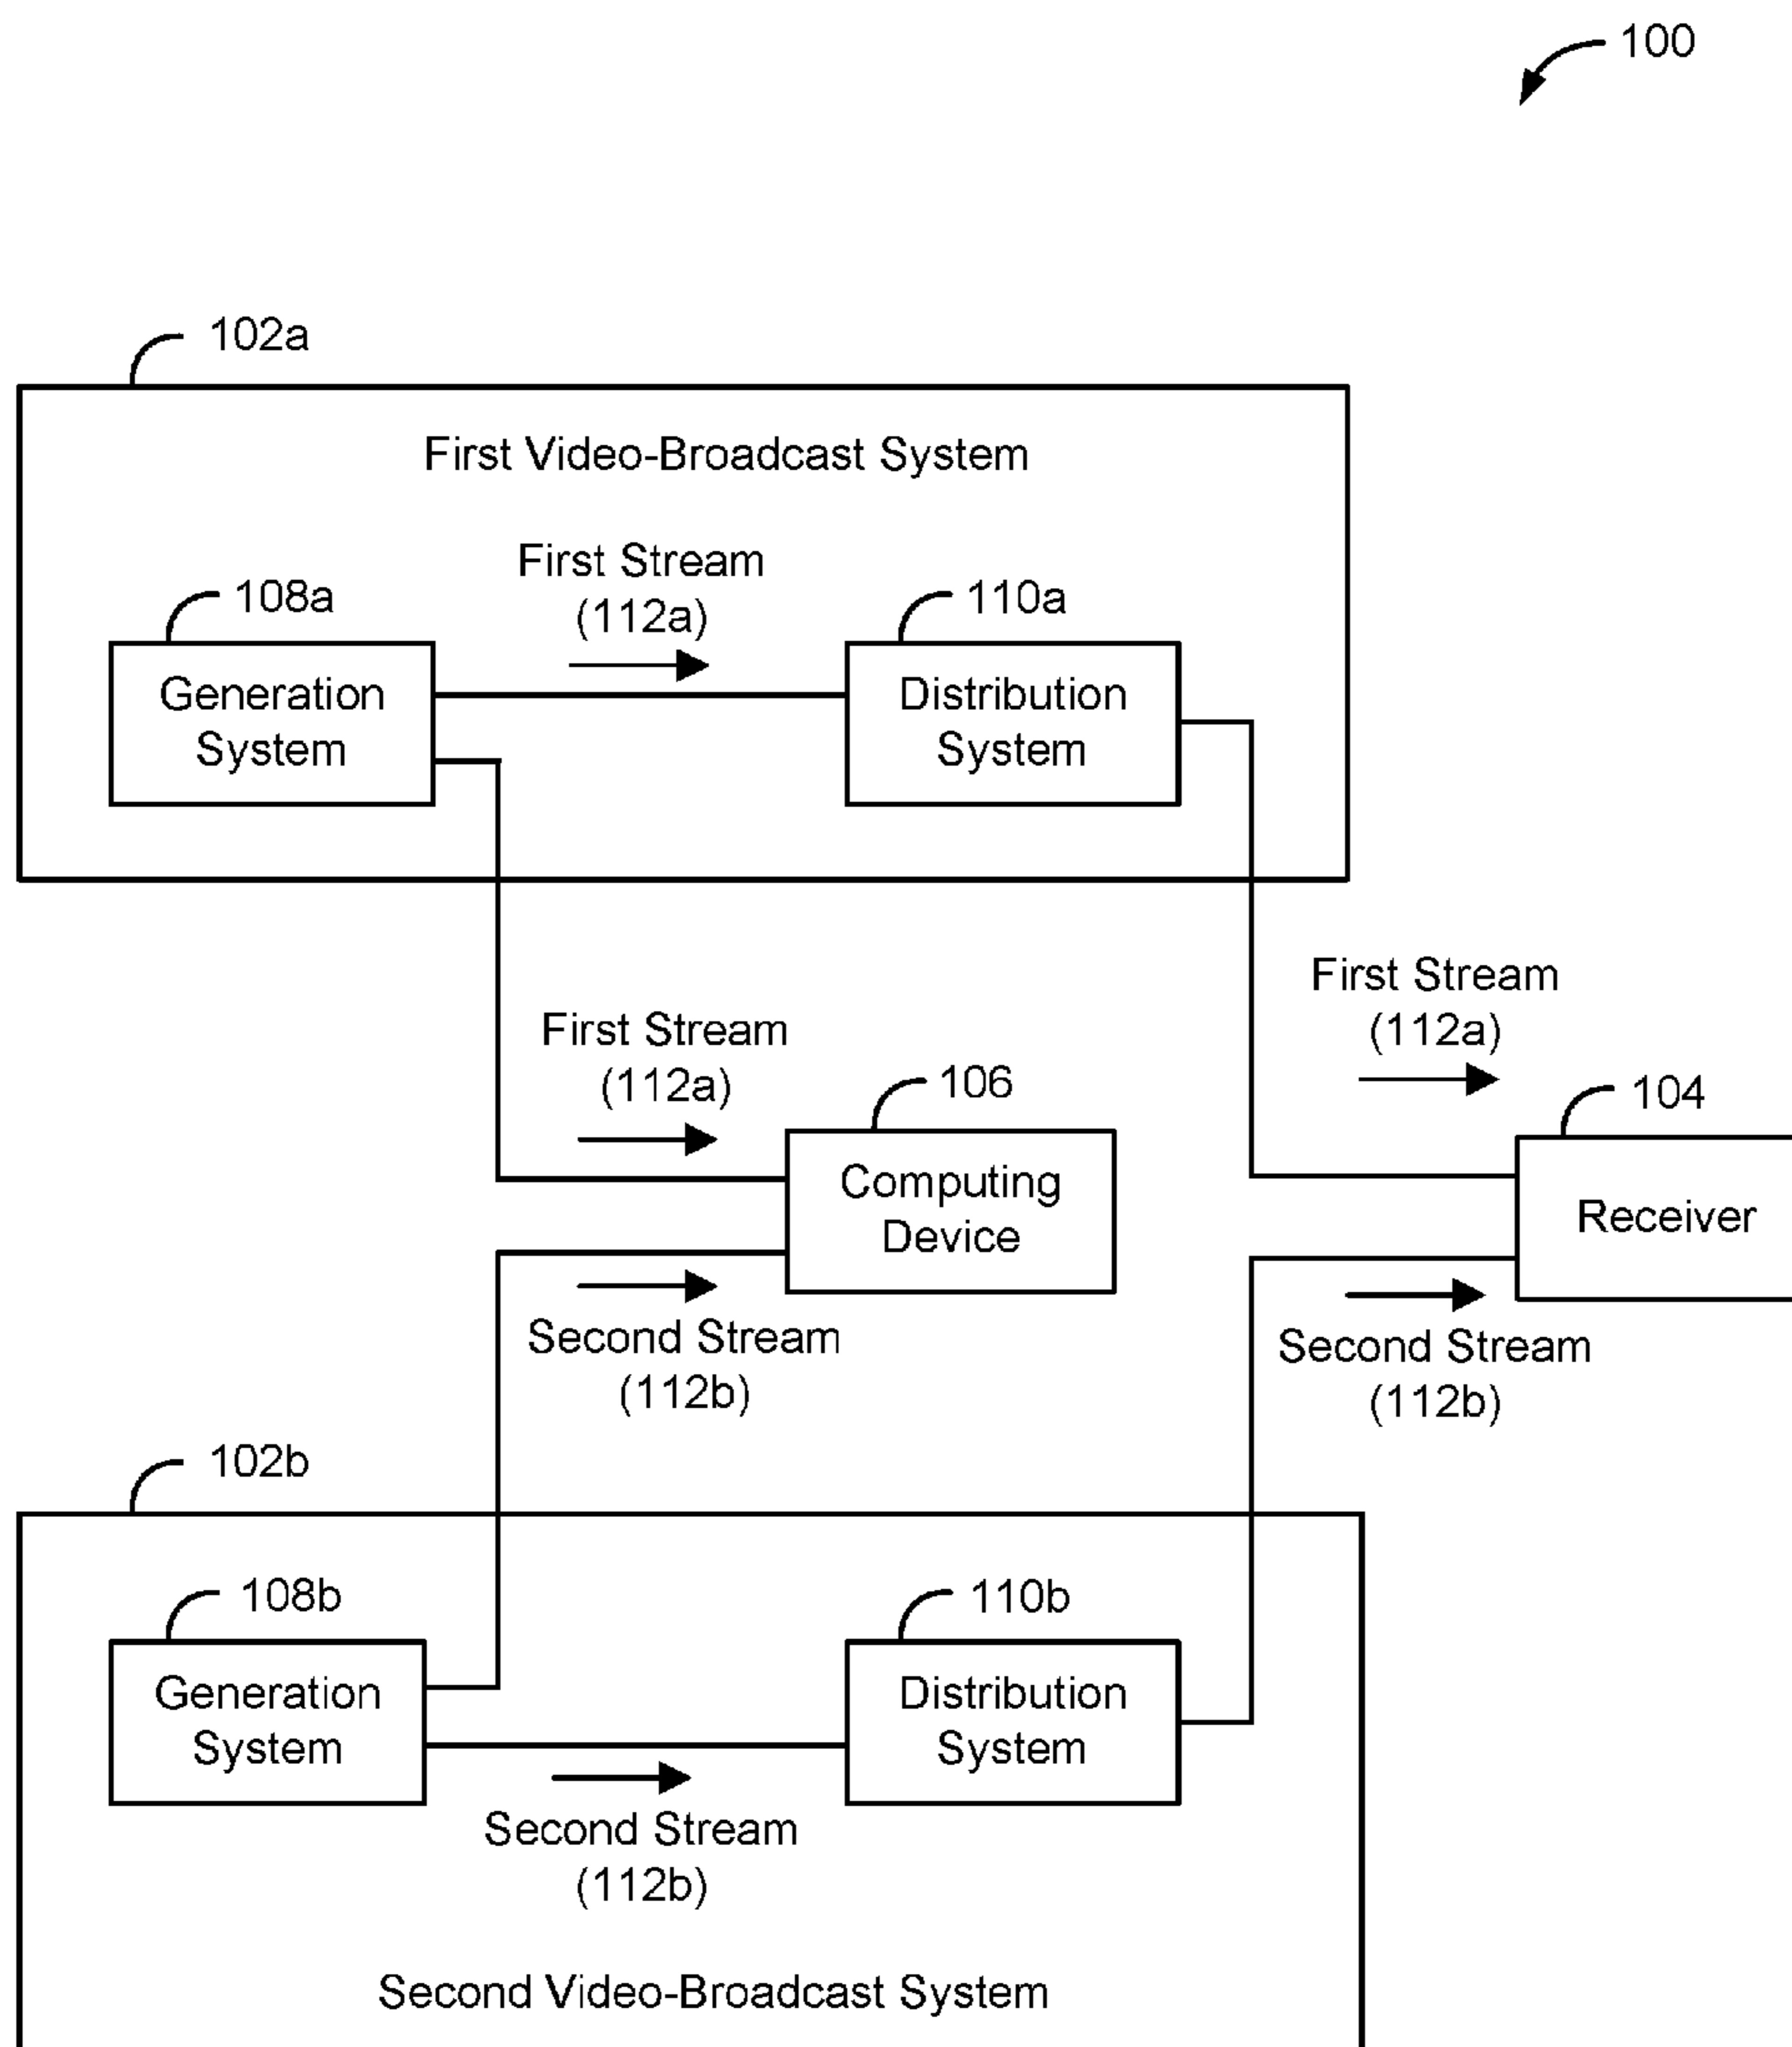 100
102a
First Video-Broadcast System
First Stream
(112a)
108a
110a
Generation
System
Distribution
System
First Stream
(112a)
First Stream
(112a)
106
104
Computing
Device
Receiver
Second Stream
(112b)
Second Stream
(112b)
102b
108b
110b
Generation
System
Distribution
System
Second Stream
(112b)
Second Video-Broadcast System